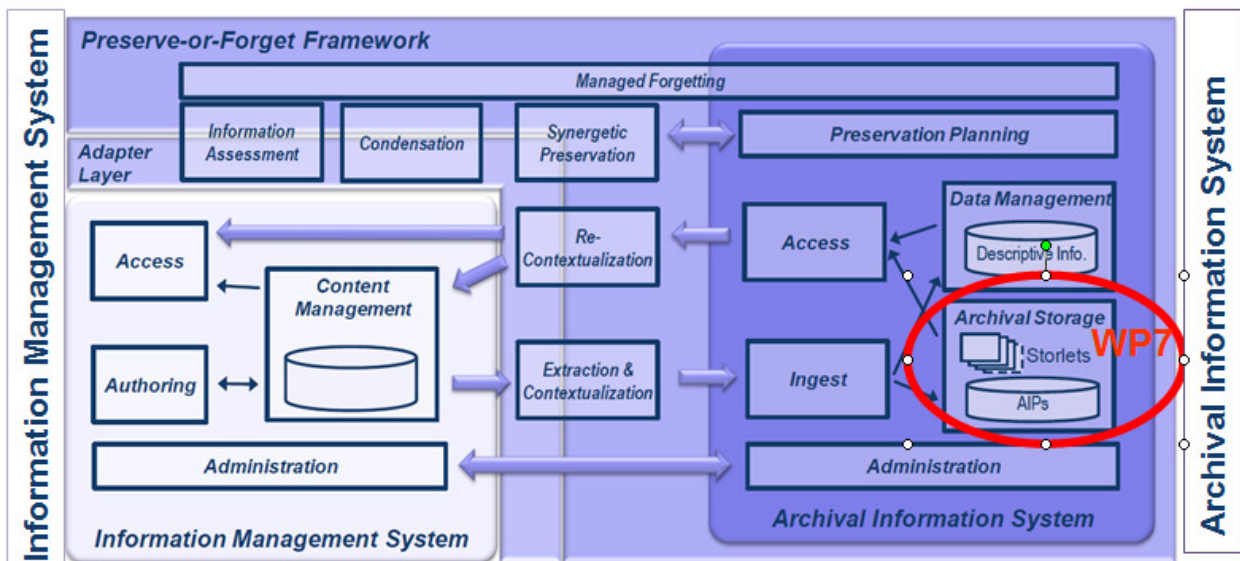 Information Management System
Preserve-or-Forget Framework
Managed Forgetting
Information
Assessment
Condensation
Synergetic
Preservation
Preservation Planning
Adapter
Layer
Access
Content
Management
Authoring
Administration
Information Management System
Re-
Contextualization
Extraction &
Contextualization
Access
Data Management
Descriptive Info.
Ingest
Archival Storage
WP7
Storlets
AIPs
Administration
Archival Information System
Archival Information System